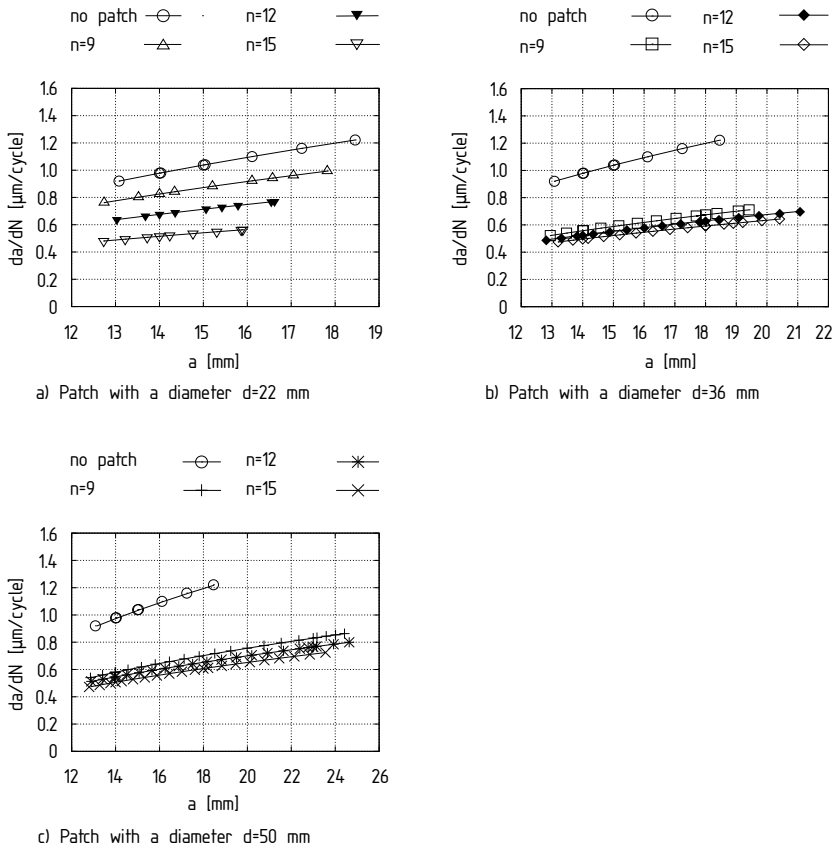 no patch n=12
n=9 n=15
1.6
1.4
1.2
1.0
0.8
0.6
0.4
0.2
0
da/dN [µm/cycle]
12 13 14 15 16 17 18 19
a [mm]
a) Patch with a diameter d=22 mm
no patch n=12
n=9 n=15
1.6
1.4
1.2
1.0
0.8
0.6
0.4
0.2
0
da/dN [µm/cycle]
12 13 14 15 16 17 18 19 20 21 22
a [mm]
b) Patch with a diameter d=36 mm
no patch n=12
n=9 n=15
1.6
1.4
1.2
1.0
0.8
0.6
0.4
0.2
0
da/dN [µm/cycle]
12 14 16 18 20 22 24 26
a [mm]
c) Patch with a diameter d=50 mm